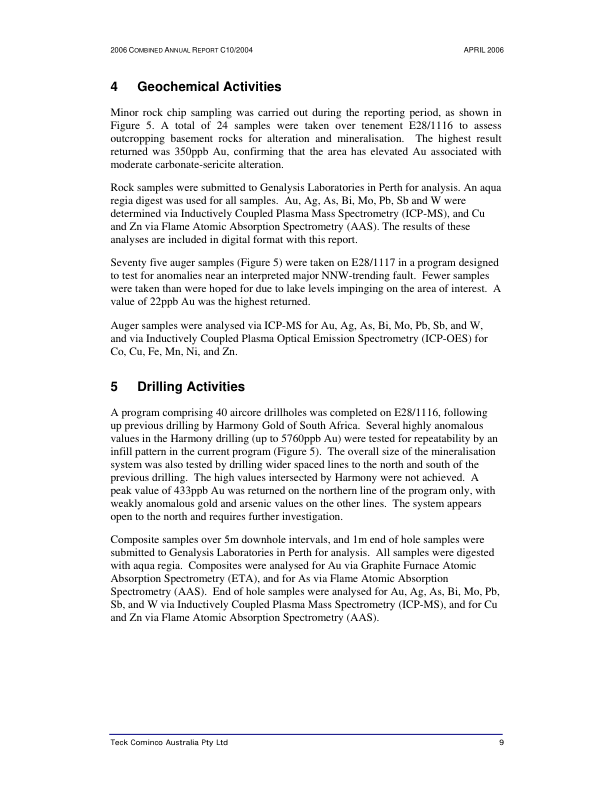 2006 COMBINED ANNUAL REPORT C10/2004 APRIL 2006
4 Geochemical Activities
Minor rock chip sampling was carried out during the reporting period, as shown in
Figure 5. A total of 24 samples were taken over tenement E28/1116 to assess
outcropping basement rocks for alteration and mineralisation. The highest result
returned was 350ppb Au, confirming that the area has elevated Au associated with
moderate carbonate-sericite alteration.
Rock samples were submitted to Genalysis Laboratories in Perth for analysis. An aqua
regia digest was used for all samples. Au, Ag, As, Bi, Mo, Pb, Sb and W were
determined via Inductively Coupled Plasma Mass Spectrometry (ICP-MS), and Cu
and Zn via Flame Atomic Absorption Spectrometry (AAS). The results of these
analyses are included in digital format with this report.
Seventy five auger samples (Figure 5) were taken on E28/1117 in a program designed
to test for anomalies near an interpreted major NNW-trending fault. Fewer samples
were taken than were hoped for due to lake levels impinging on the area of interest. A
value of 22ppb Au was the highest returned.
Auger samples were analysed via ICP-MS for Au, Ag, As, Bi, Mo, Pb, Sb, and W,
and via Inductively Coupled Plasma Optical Emission Spectrometry (ICP-OES) for
Co, Cu, Fe, Mn, Ni, and Zn.
5 Drilling Activities
A program comprising 40 aircore drillholes was completed on E28/1116, following
up previous drilling by Harmony Gold of South Africa. Several highly anomalous
values in the Harmony drilling (up to 5760ppb Au) were tested for repeatability by an
infill pattern in the current program (Figure 5). The overall size of the mineralisation
system was also tested by drilling wider spaced lines to the north and south of the
previous drilling. The high values intersected by Harmony were not achieved. A
peak value of 433ppb Au was returned on the northern line of the program only, with
weakly anomalous gold and arsenic values on the other lines. The system appears
open to the north and requires further investigation.
Composite samples over 5m downhole intervals, and 1m end of hole samples were
submitted to Genalysis Laboratories in Perth for analysis. All samples were digested
with aqua regia. Composites were analysed for Au via Graphite Furnace Atomic
Absorption Spectrometry (ETA), and for As via Flame Atomic Absorption
Spectrometry (AAS). End of hole samples were analysed for Au, Ag, As, Bi, Mo, Pb,
Sb, and W via Inductively Coupled Plasma Mass Spectrometry (ICP-MS), and for Cu
and Zn via Flame Atomic Absorption Spectrometry (AAS).
Teck Cominco Australia Pty Ltd 9